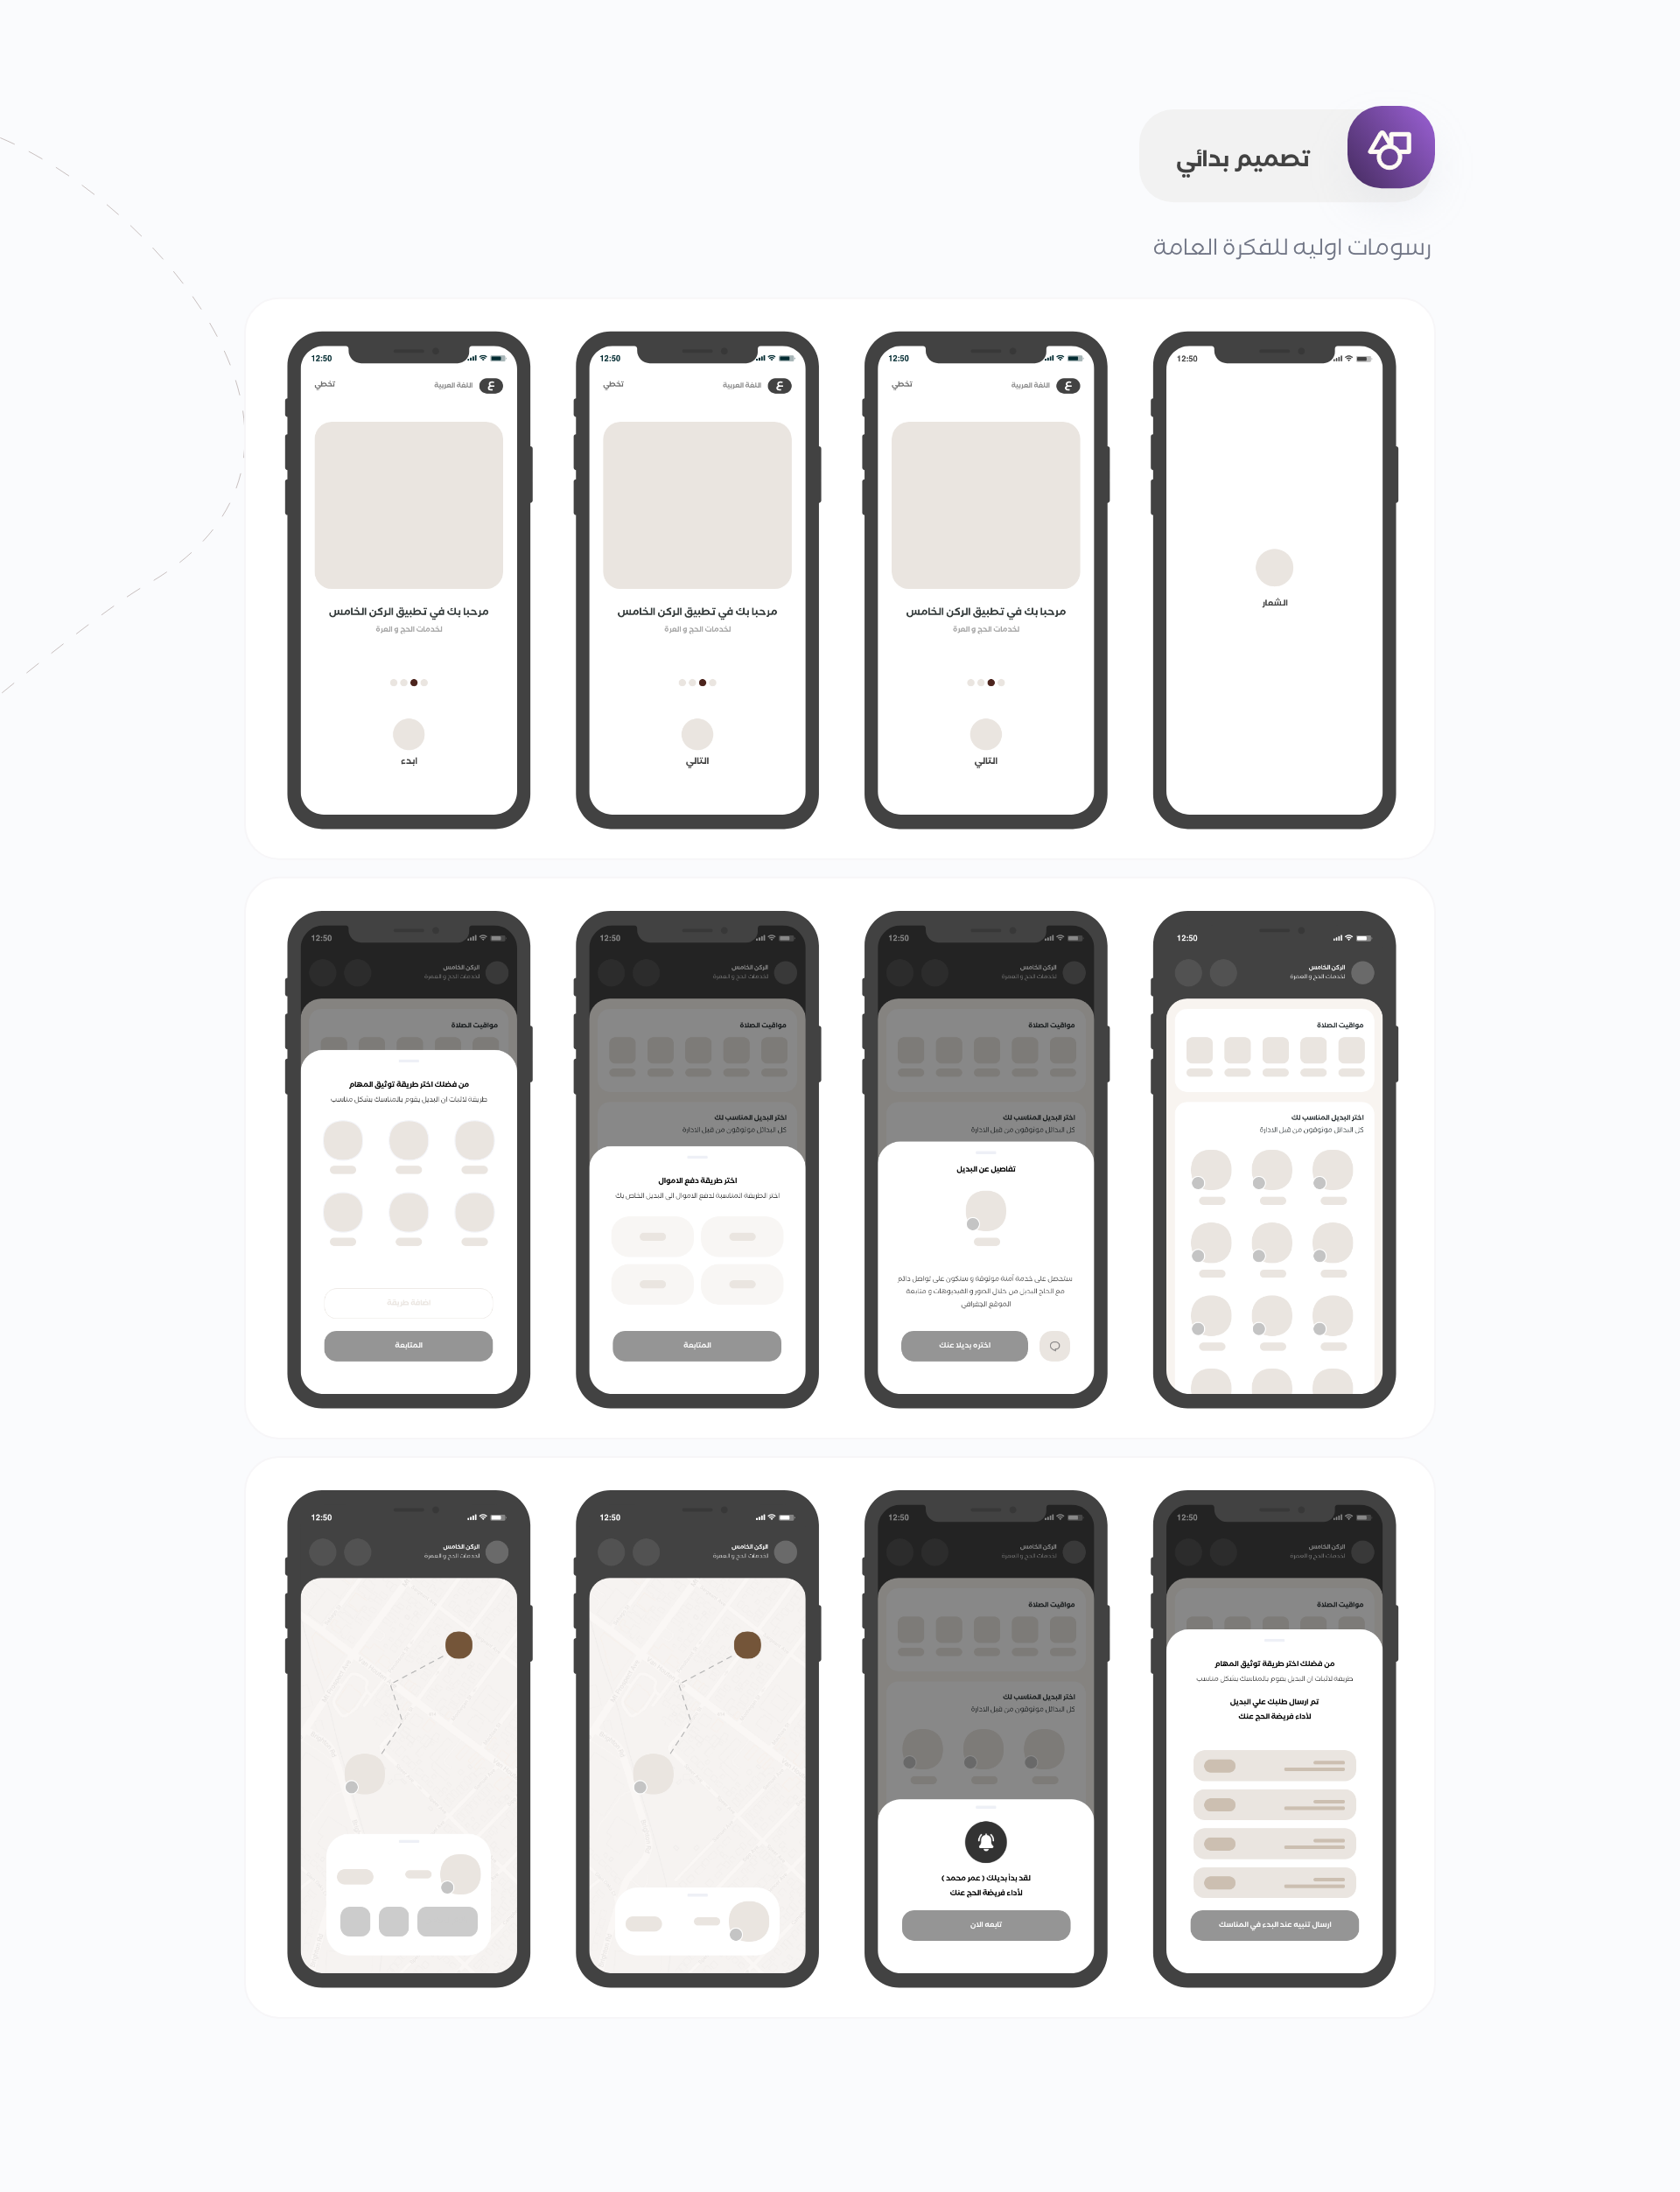 تصميم بدائي
رسومات اوليه للفكرة العامة
12:50
الشعار
12:50
ع
اللغة العربية
تخطي
مرحبا بك في تطبيق الركن الخامس
لخدمات الحج و العرة
التالي
12:50
ع
اللغة العربية
تخطي
مرحبا بك في تطبيق الركن الخامس
لخدمات الحج و العرة
التالي
12:50
ع
اللغة العربية
تخطي
مرحبا بك في تطبيق الركن الخامس
لخدمات الحج و العرة
ابدء
12:50
الركن الخامس
لخدمات الحج و العمرة
مواقيت الصلاة
اختر البديل المناسب لك
كل البدائل موثوقون من قبل الادارة
12:50
الركن الخامس
لخدمات الحج و العمرة
مواقيت الصلاة
اختر البديل المناسب لك
كل البدائل موثوقون من قبل الادارة
تفاصيل عن البديل
ستحصل على خدمة آمنة موثوقة و ستكون على تواصل دائم
مع الحاج البديل من خلال الصور و الفيديوهات و متابعة
الموقع الجغرافي
اختره بديلا عنك
12:50
الركن الخامس
لخدمات الحج و العمرة
مواقيت الصلاة
اختر البديل المناسب لك
كل البدائل موثوقون من قبل الادارة
اختر طريقة دفع الاموال
اختر الطريقة المناسبة لدفع الاموال الى البديل الخاص بك
المتابعة
12:50
الركن الخامس
لخدمات الحج و العمرة
مواقيت الصلاة
من فضلك اختر طريقة توثيق المهام
طريقة لاثبات ان البديل يقوم بالمناسك بشكل مناسب
اضافة طريقة
المتابعة
12:50
الركن الخامس
لخدمات الحج و العمرة
مواقيت الصلاة
من فضلك اختر طريقة توثيق المهام
طريقة لاثبات ان البديل يقوم بالمناسك بشكل مناسب
تم ارسال طلبك علي البديل
لأداء فريضة الحج عنك
ارسال تنبيه عند البدء في المناسك
12:50
الركن الخامس
لخدمات الحج و العمرة
مواقيت الصلاة
اختر البديل المناسب لك
كل البدائل موثوقون من قبل الادارة
لقد بدأ بديلك ( عمر محمد )
لأداء فريضة الحج عنك
تابعه الان
12:50
الركن الخامس
لخدمات الحج و العمرة
12:50
الركن الخامس
لخدمات الحج و العمرة